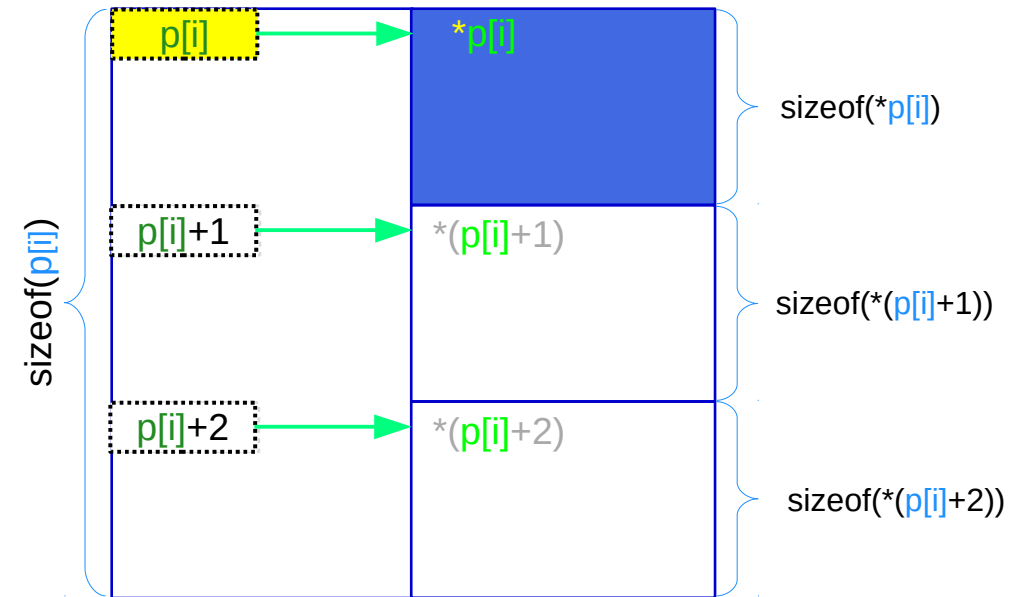 p[i]
*p[i]
sizeof(*p[i])
p[i]+1
*(p[i]+1)
sizeof(p[i])
sizeof(*(p[i]+1))
p[i]+2
*(p[i]+2)
sizeof(*(p[i]+2))